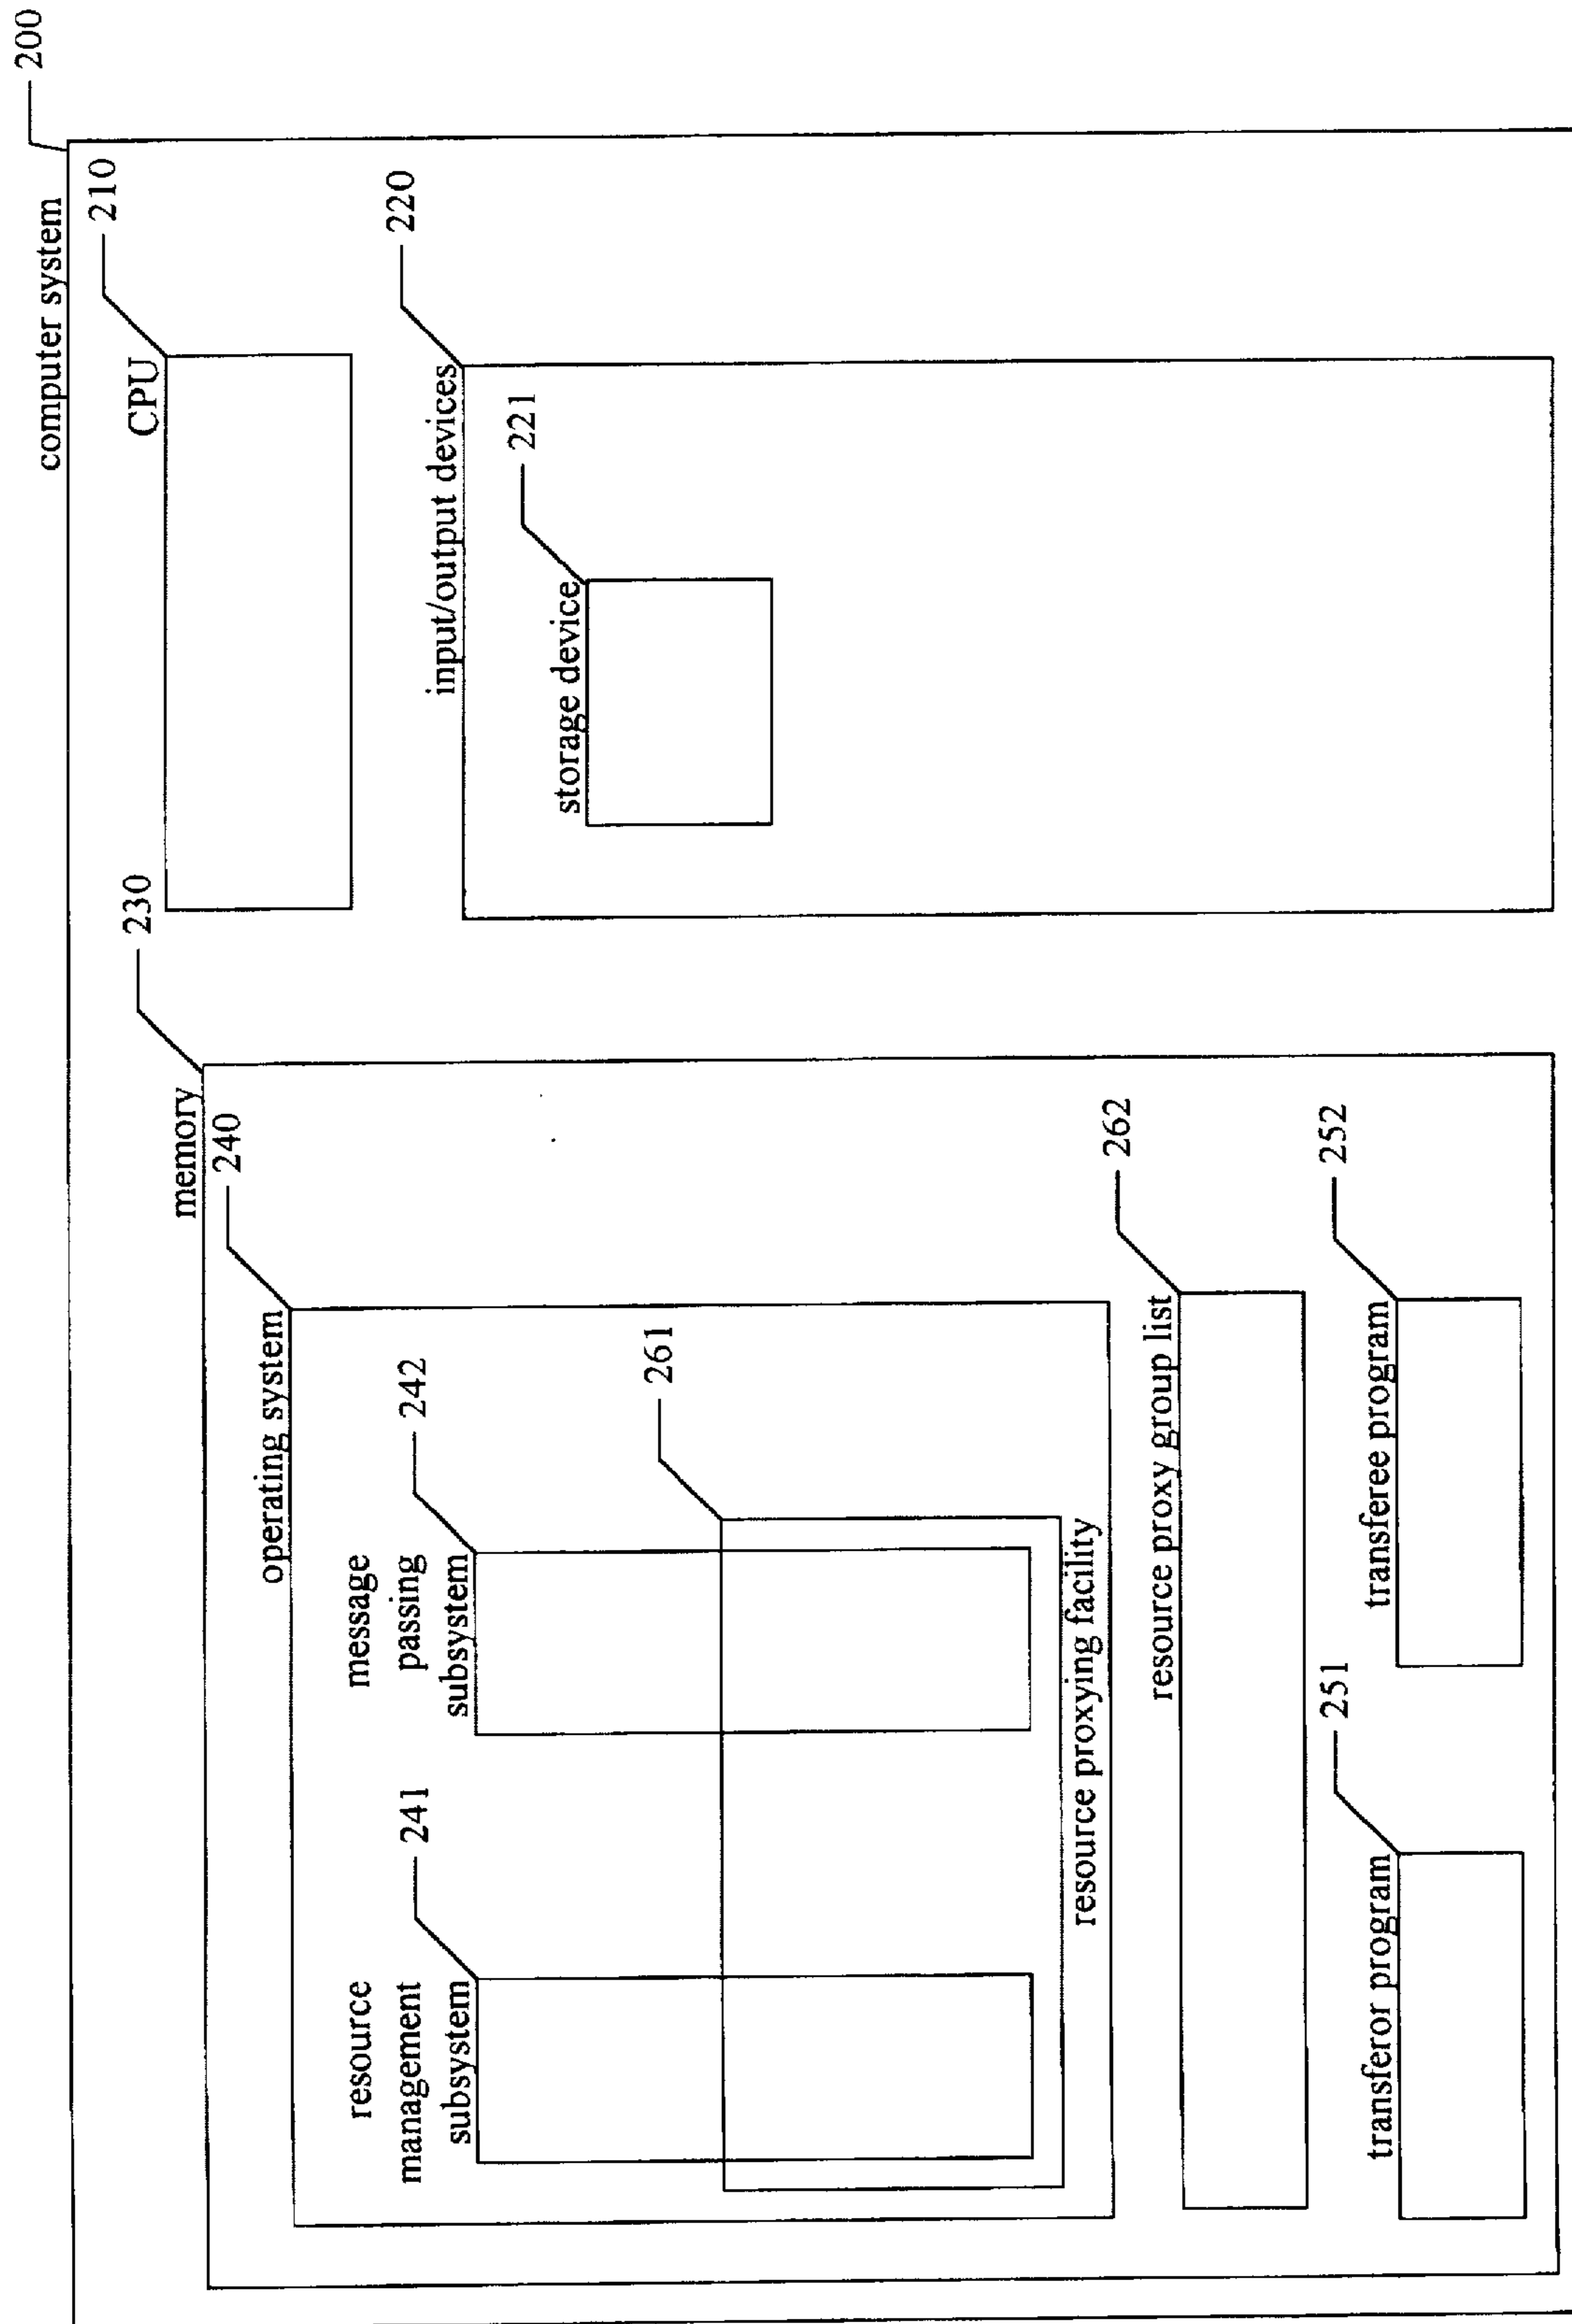 computer system
200
memory
230
CPU
210
operating system
240
input/output devices
220
resource
management
subsystem
241
message
passing
subsystem
242
storage device
221
261
resource proxying facility
resource proxy group list
262
transferor program
251
transferee program
252